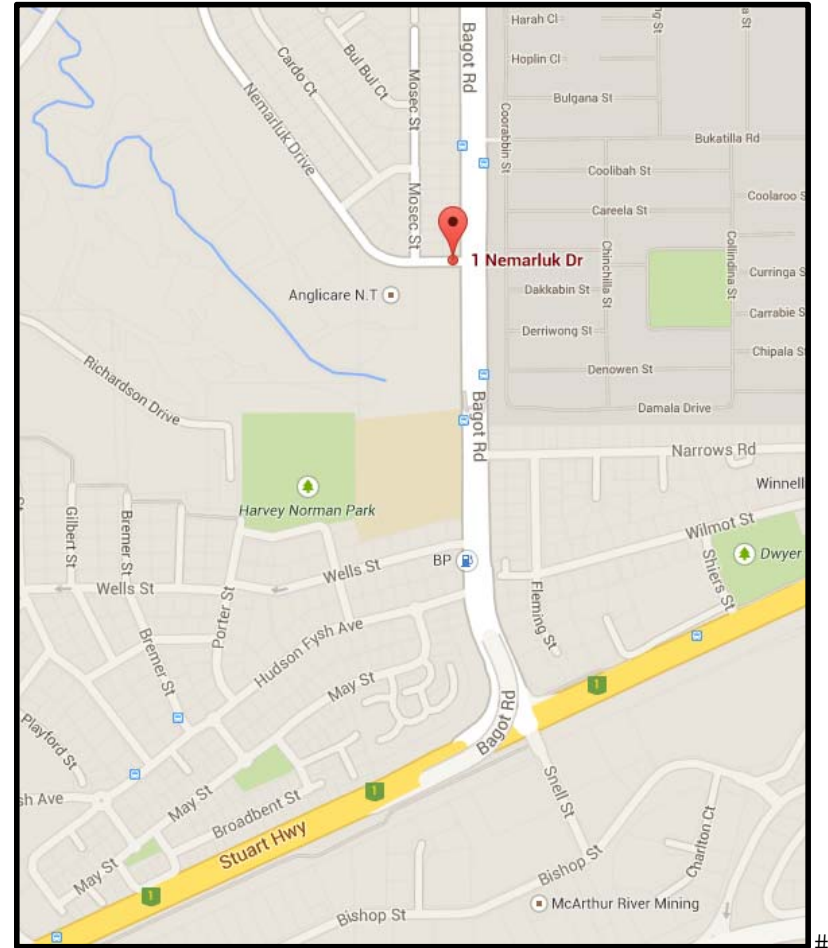 Harah Cl
Bagot Rd
Hoplin Cl
Bul Bul Ct
Cardo Ct
Mosec St
Bulgana St
Coorabbin St
Nemarluk Drive
Bukatilla Rd
Coolibah St
Mosec St
Careela St
Coolaroo S
1 Nemarluk Dr
Chinchilla St
Collindina St
Curringa S
Anglicare N.T
Dakkabin St
Carrabie S
Derriwong St
Chipala S
Richardson Drive
Denowen St
Damala Drive
Bagot Rd
Narrows Rd
Winnell
Harvey Norman Park
Gilbert St
Bremer St
Wilmot St
Dwyer
Shiers St
BP
Wells St
Wells St
Fleming St
Porter St
Bremer St
Hudson Fysh Ave
May St
1
Bagot Rd
Playford St
Snell St
sh Ave
May St
1
Broadbent St
Stuart Hwy
Charlton Ct
May St
1
Bishop St
McArthur River Mining
Bishop St
#